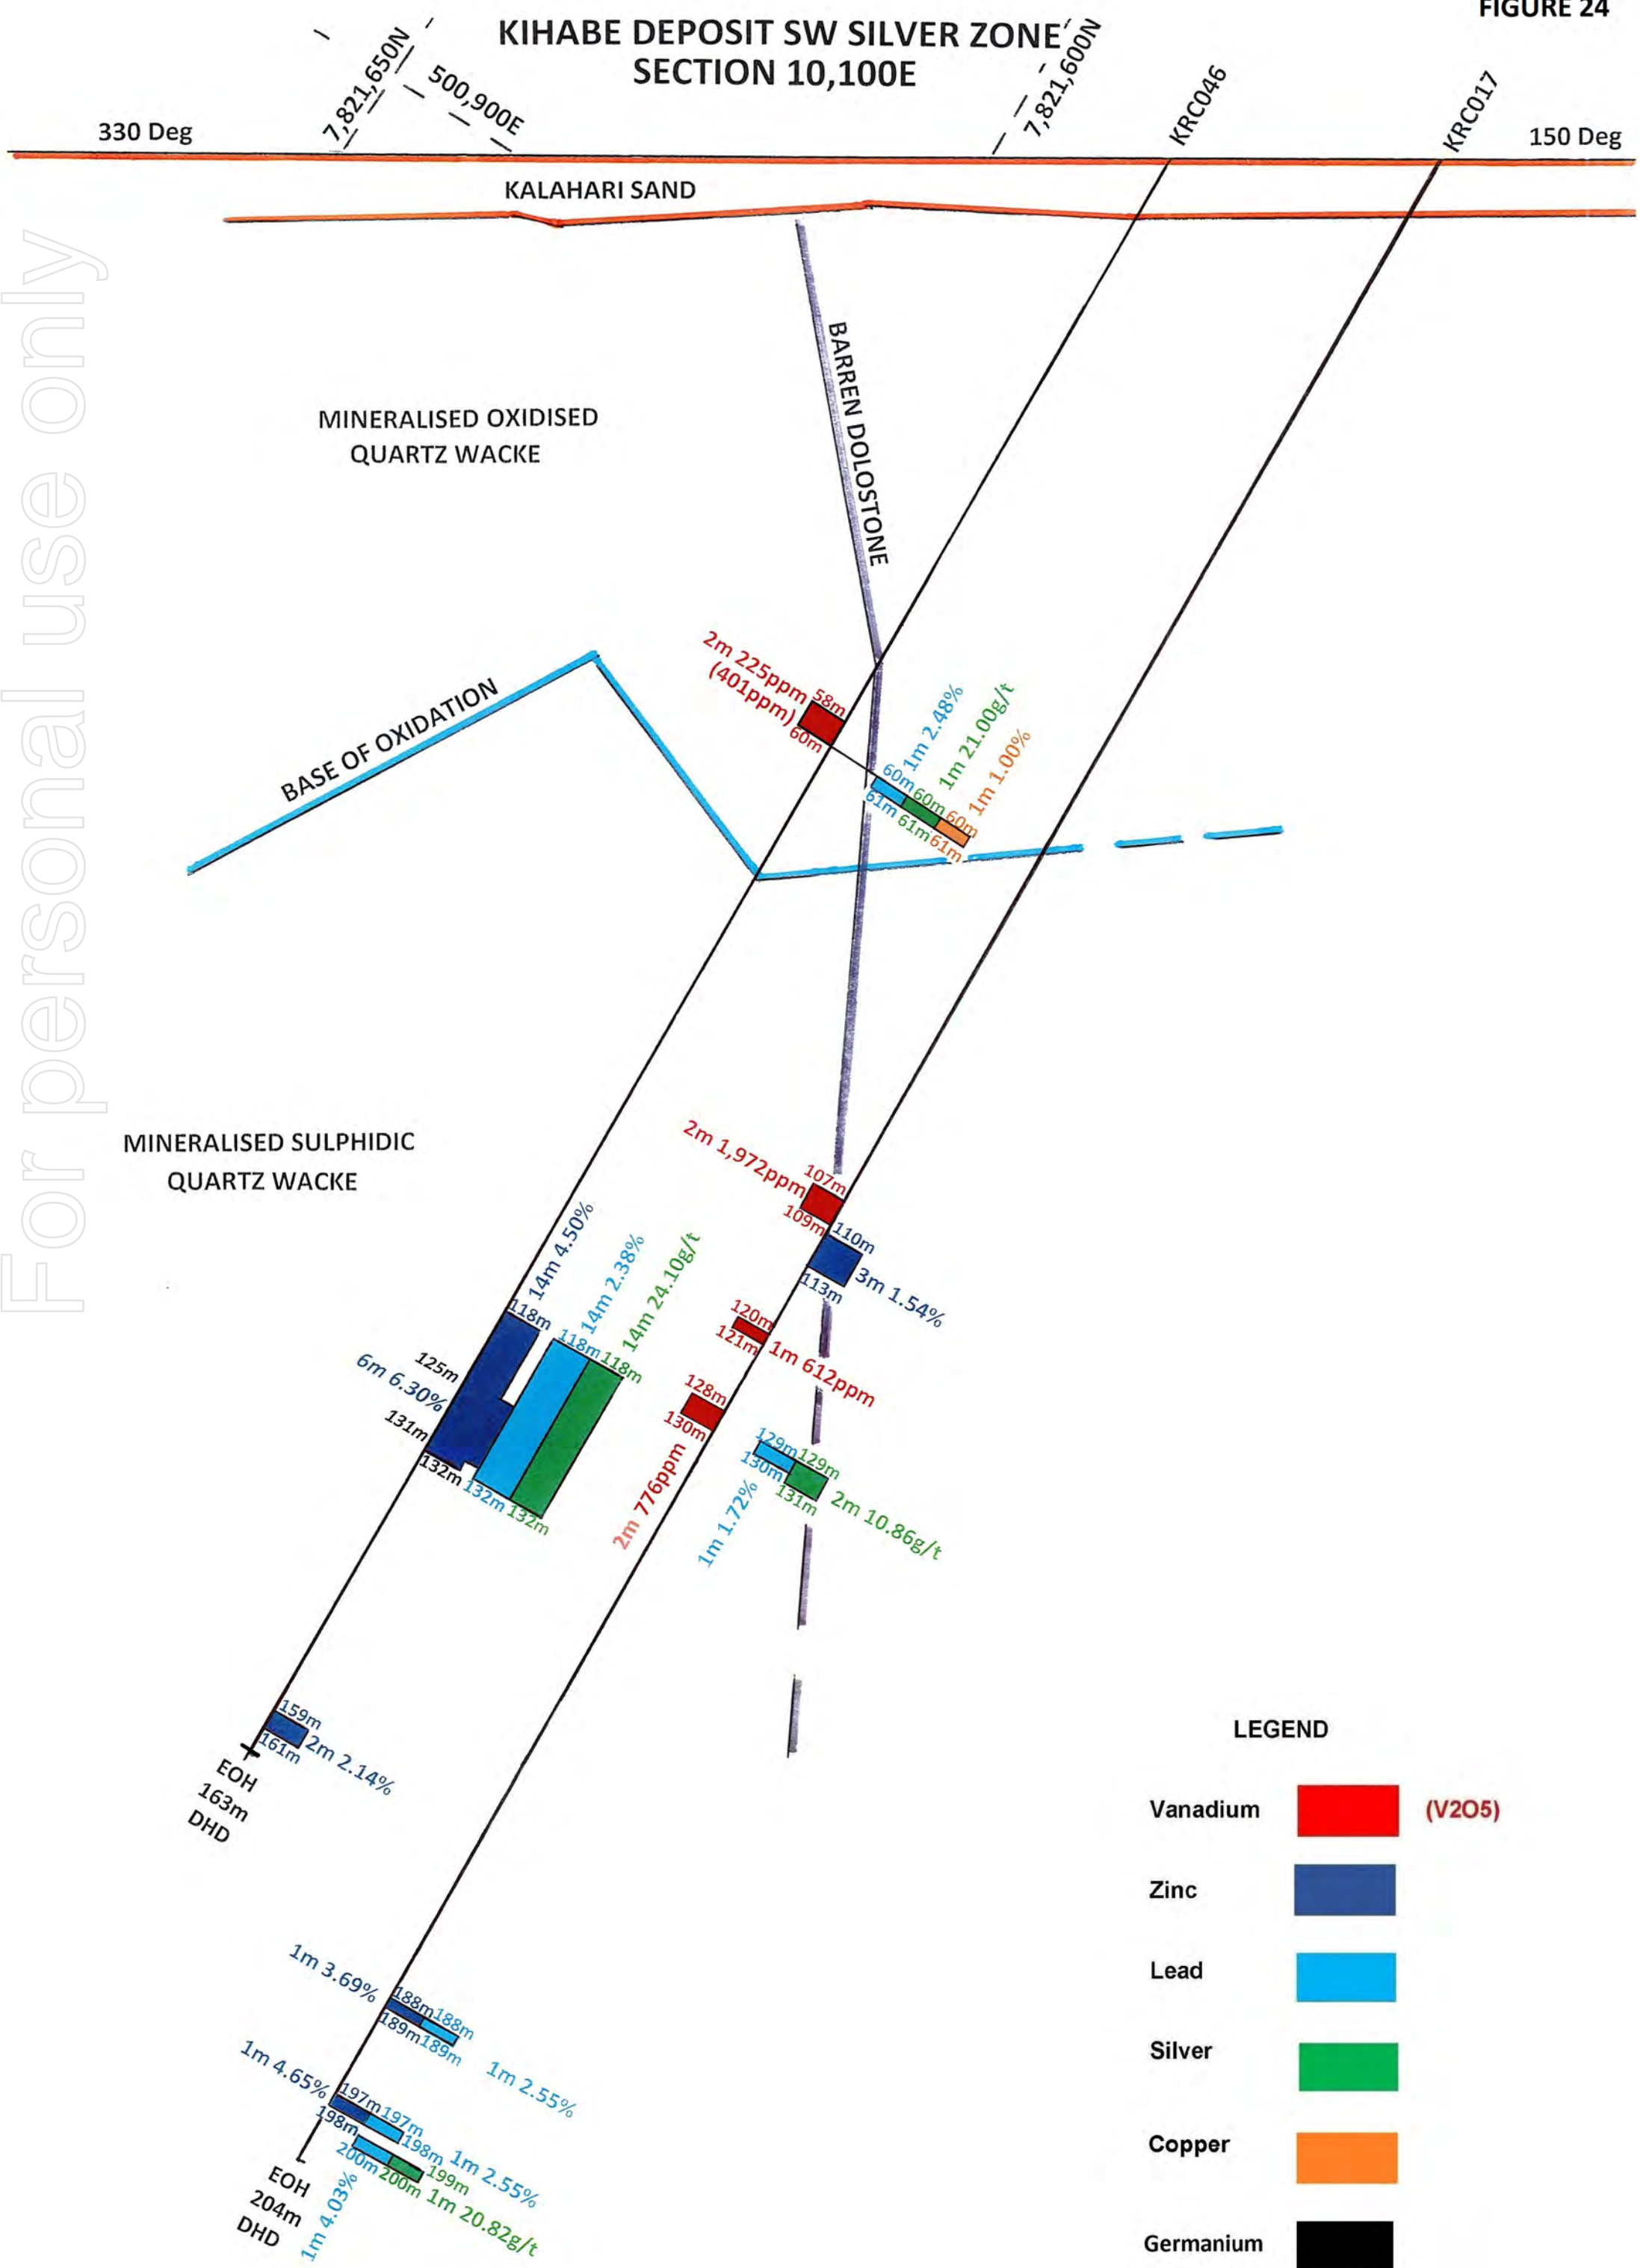 FIGURE 24
KIHABE DEPOSIT SW SILVER ZONE
SECTION 10,100E
7,821,650N
500,900E
7,821,600N
KRC046
KRC017
330 Deg
150 Deg
KALAHARI SAND
For personal use only
BARREN DOLOSTONE
MINERALISED OXIDISED
QUARTZ WACKE
2m 225ppm
(401ppm)
58m
60m
1m 2.48%
1m 21.00g/t
1m 1.00%
60m
60m
60m
61m
61m
61m
BASE OF OXIDATION
MINERALISED SULPHIDIC
QUARTZ WACKE
2m 1,972ppm
107m
109m
110m
113m
3m 1.54%
14m 4.50%
14m 2.38%
14m 24.10g/t
118m
118m
118m
125m
6m 6.30%
131m
132m
132m
132m
120m
121m
1m 612ppm
128m
130m
2m 776ppm
129m
129m
130m
131m
1m 1.72%
2m 10.86g/t
159m
161m
2m 2.14%
EOH
163m
DHD
1m 3.69%
188m
188m
189m
189m
1m 2.55%
1m 4.65%
197m
197m
198m
198m
1m 2.55%
199m
200m
200m
1m 20.82g/t
1m 4.03%
EOH
204m
DHD
LEGEND
Vanadium
(V2O5)
Zinc
Lead
Silver
Copper
Germanium